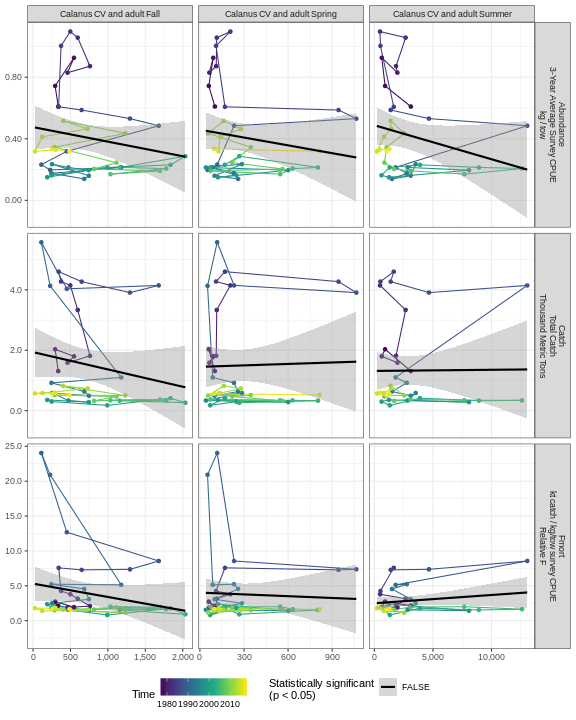 Calanus CV and adult Fall
Calanus CV and adult Spring
Calanus CV and adult Summer
0.80
0.40
0.00
Abundance
3-Year Average Survey CPUE
kg / tow
4.0
2.0
0.0
Catch
Total Catch
Thousand Metric Tons
25.0
20.0
15.0
10.0
5.0
0.0
Fmort
kt catch / kg/tow survey CPUE
Relative F
0 500 1,000 1,500 2,000
0 300 600 900
0 5,000 10,000
Time
1980 1990 2000 2010
Statistically significant
(p < 0.05)
FALSE